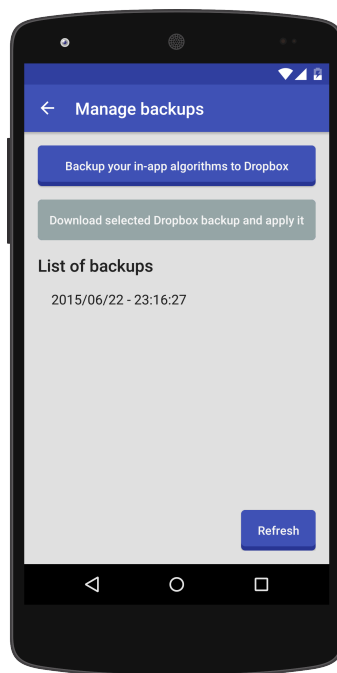 Manage backups
Backup your in-app algorithms to Dropbox
Download selected Dropbox backup and apply it
List of backups
2015/06/22 - 23:16:27
Refresh